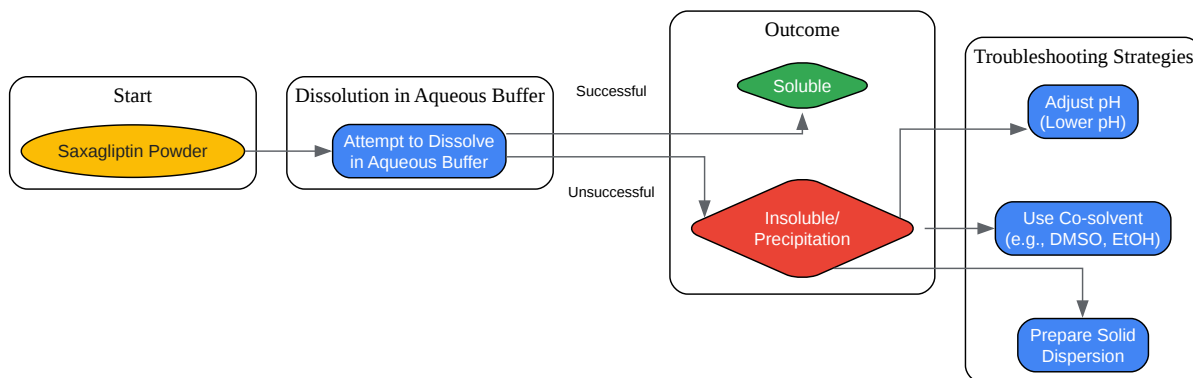 Start
Saxagliptin Powder
Dissolution in Aqueous Buffer
Attempt to Dissolve
in Aqueous Buffer
Successful
Unsuccessful
Outcome
Soluble
Insoluble/
Precipitation
Troubleshooting Strategies
Adjust pH
(Lower pH)
Use Co-solvent
(e.g., DMSO, EtOH)
Prepare Solid
Dispersion